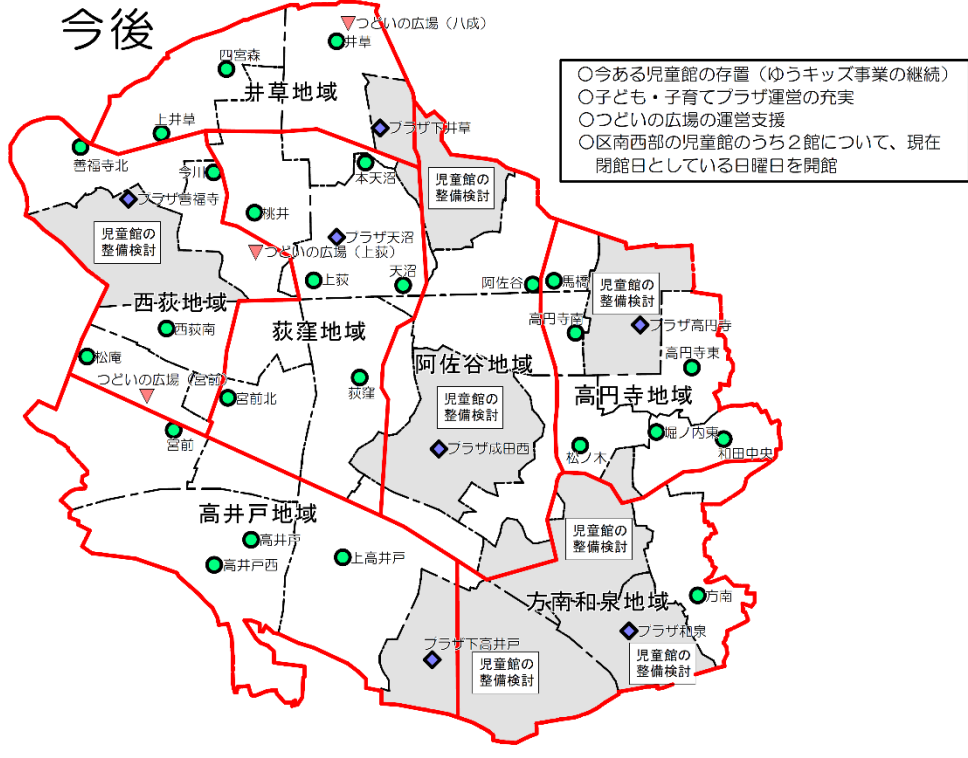 今後
つどいの広場（八成）
井草
四宮森
井草地域
○今ある児童館の存置（ゆうキッズ事業の継続）
○子ども・子育てプラザ運営の充実
○つどいの広場の運営支援
○区南西部の児童館のうち２館について、現在
閉館日としている日曜日を開館
上井草
プラザ下井草
善福寺北
今川
本天沼
児童館の
整備検討
プラザ善福寺
桃井
児童館の
整備検討
プラザ天沼
つどいの広場（上荻）
上荻
天沼
阿佐谷
馬橋
児童館の
整備検討
西荻地域
西荻南
荻窪地域
高円寺南
プラザ高円寺
松庵
阿佐谷地域
高円寺東
つどいの広場（宮前）
宮前北
荻窪
児童館の
整備検討
高円寺地域
宮前
プラザ成田西
松ノ木
堀ノ内東
和田中央
高井戸地域
高井戸
高井戸西
上高井戸
児童館の
整備検討
方南和泉地域
方南
プラザ下高井戸
プラザ和泉
児童館の
整備検討
児童館の
整備検討